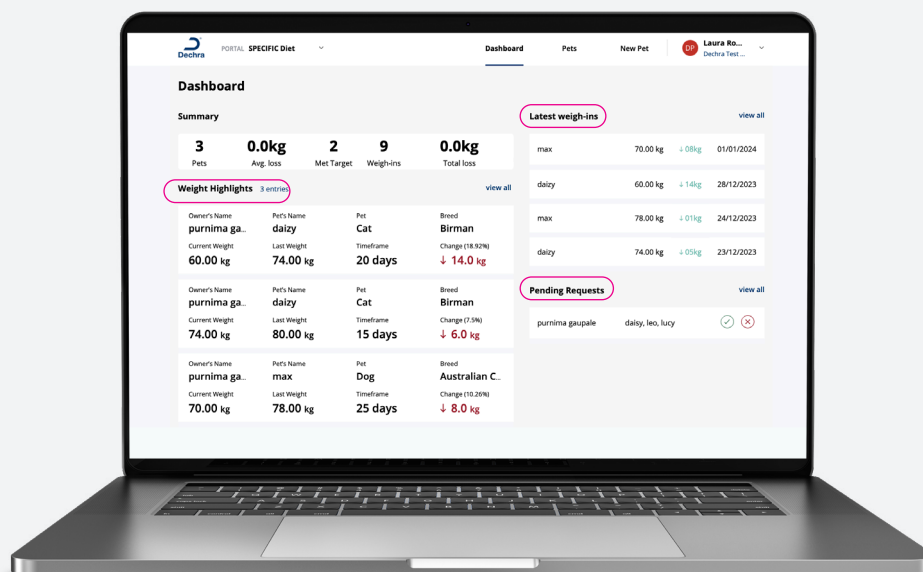 Dechra
PORTAL SPECIFIC Diet
Dashboard Pets New Pet
DP Laura Ro...
Dechra Test ...
Dashboard
Summary
3 0.0kg 2 9 0.0kg
Pets Avg. loss Met Target Weigh-ins Total loss
Weight Highlights 3 entries view all
Owner's Name Pet's Name Pet Breed
purnima ga... daizy Cat Birman
Current Weight Last Weight Timeframe Change (18.92%)
60.00 kg 74.00 kg 20 days ↓ 14.0 kg
Owner's Name Pet's Name Pet Breed
purnima ga... daizy Cat Birman
Current Weight Last Weight Timeframe Change (7.5%)
74.00 kg 80.00 kg 15 days ↓ 6.0 kg
Owner's Name Pet's Name Pet Breed
purnima ga... max Dog Australian C...
Current Weight Last Weight Timeframe Change (10.26%)
70.00 kg 78.00 kg 25 days ↓ 8.0 kg
Latest weigh-ins view all
max 70.00 kg ↓ 08kg 01/01/2024
daizy 60.00 kg ↓ 14kg 28/12/2023
max 78.00 kg ↓ 01kg 24/12/2023
daizy 74.00 kg ↓ 05kg 23/12/2023
Pending Requests view all
purnima gaupale daisy, leo, lucy